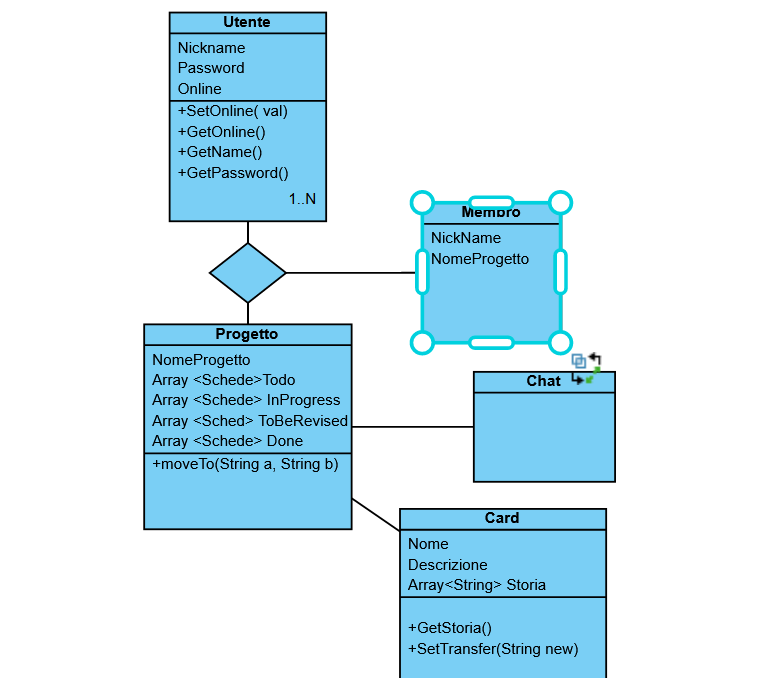 Utente
Nickname
Password
Online
+SetOnline( val)
+GetOnline()
+GetName()
+GetPassword()
1..N
Membro
NickName
NomeProgetto
Progetto
NomeProgetto
Array <Schede>Todo
Array <Schede> InProgress
Array <Sched> ToBeRevised
Array <Schede> Done
+moveTo(String a, String b)
Chat
Card
Nome
Descrizione
Array<String> Storia
+GetStoria()
+SetTransfer(String new)